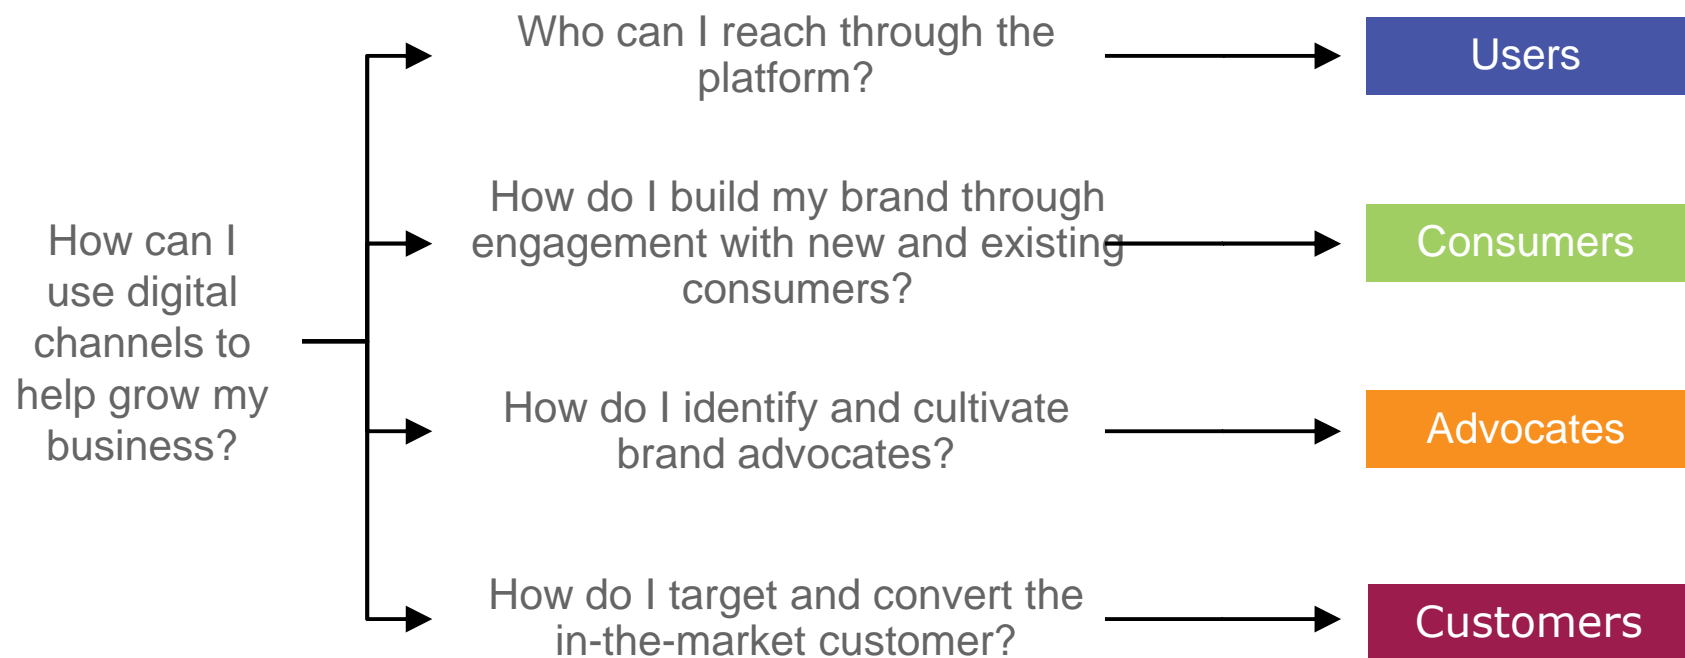 How can I
use digital
channels to
help grow my
business?
Who can I reach through the
platform?
Users
How do I build my brand through
engagement with new and existing
consumers?
Consumers
How do I identify and cultivate
brand advocates?
Advocates
How do I target and convert the
in-the-market customer?
Customers